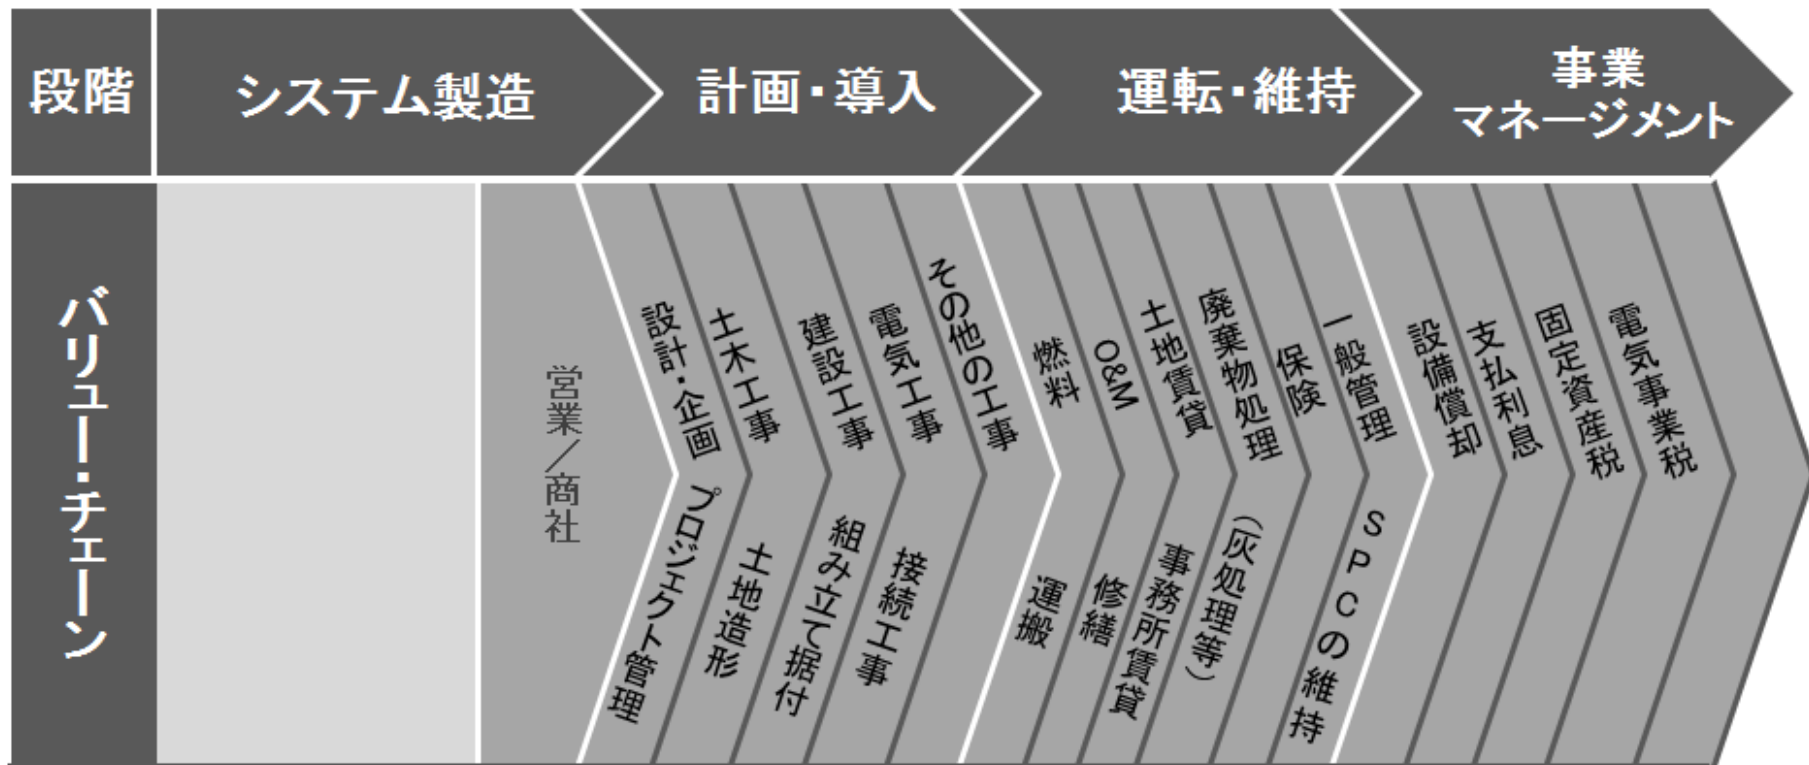 段階
システム製造
計画・導入
運転・維持
事業
マネージメント
バリュー・チェーン
営業／商社
設計・企画
プロジェクト管理
土木工事
土地造形
建設工事
組み立て据付
電気工事
接続工事
その他の工事
燃料
運搬
O&M
修繕
土地賃貸
事務所賃貸
廃棄物処理
（灰処理等）
保険
一般管理
SPCの維持
設備償却
支払利息
固定資産税
電気事業税